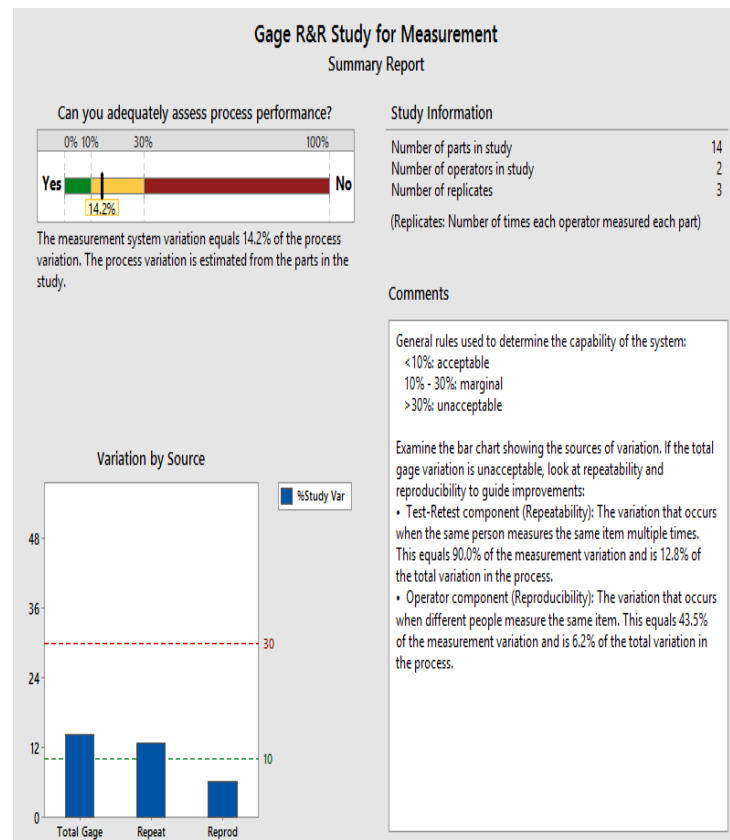 Gage R&R Study for Measurement
Summary Report
Can you adequately assess process performance?
0% 10% 30% 100%
Yes No
14.2%
The measurement system variation equals 14.2% of the process
variation. The process variation is estimated from the parts in the
study.
Study Information
Number of parts in study 14
Number of operators in study 2
Number of replicates 3
(Replicates: Number of times each operator measured each part)
Comments
General rules used to determine the capability of the system:
<10%: acceptable
10% - 30%: marginal
>30%: unacceptable
Examine the bar chart showing the sources of variation. If the total
gage variation is unacceptable, look at repeatability and
reproducibility to guide improvements:
• Test-Retest component (Repeatability): The variation that occurs
when the same person measures the same item multiple times.
This equals 90.0% of the measurement variation and is 12.8% of
the total variation in the process.
• Operator component (Reproducibility): The variation that occurs
when different people measure the same item. This equals 43.5%
of the measurement variation and is 6.2% of the total variation in
the process.
Variation by Source
%Study Var
48
36
30
24
12
10
0
Total Gage Repeat Reprod